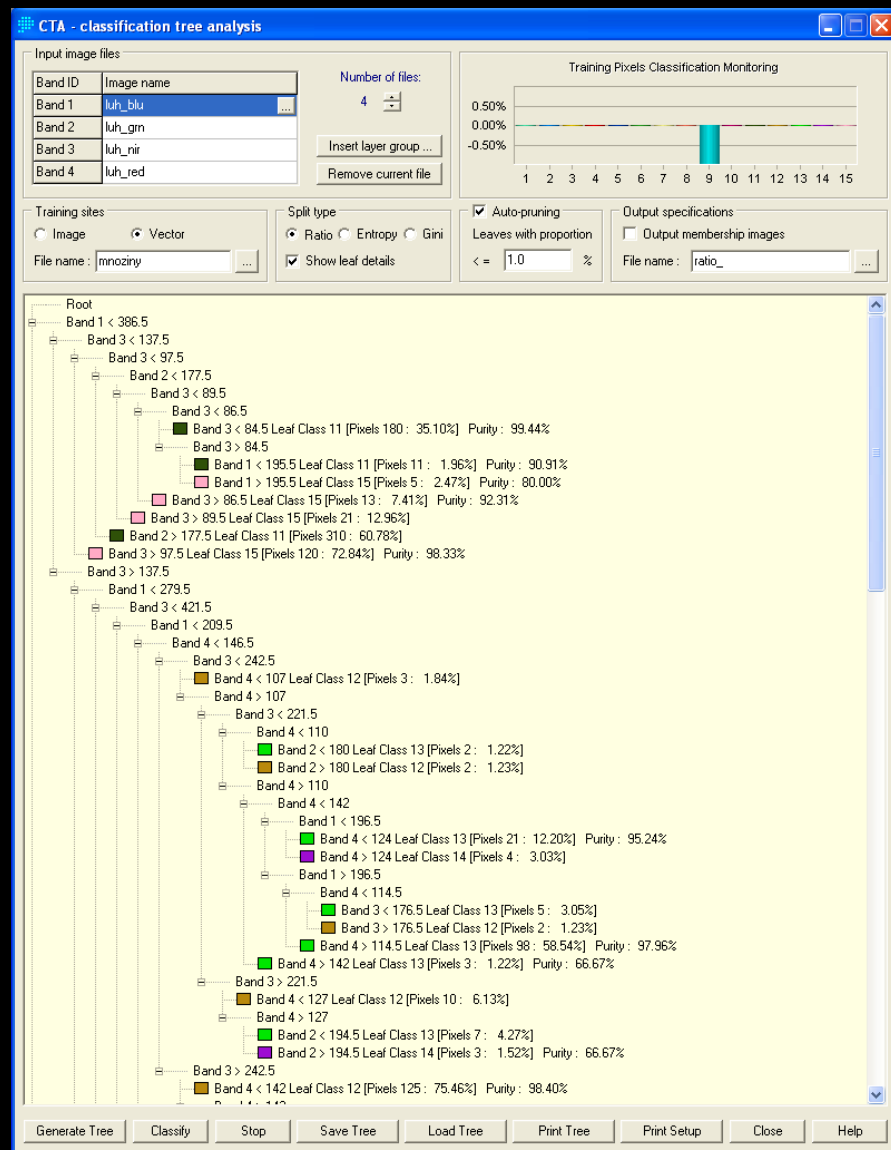 CTA - classification tree analysis
Input image files
Band ID Image name
Band 1 luh_blu ...
Band 2 luh_grn
Band 3 luh_nir
Band 4 luh_red
Number of files:
4
Insert layer group ...
Remove current file
Training Pixels Classification Monitoring
0.50%
0.00%
-0.50%
1 2 3 4 5 6 7 8 9 10 11 12 13 14 15
Training sites
Image Vector
File name : mnoziny ...
Split type
Ratio Entropy Gini
Show leaf details
Auto-pruning
Leaves with proportion
< = 1.0 %
Output specifications
Output membership images
File name : ratio_ ...
Root
Band 1 < 386.5
Band 3 < 137.5
Band 3 < 97.5
Band 2 < 177.5
Band 3 < 89.5
Band 3 < 86.5
Band 3 < 84.5 Leaf Class 11 [Pixels 180 : 35.10%] Purity : 99.44%
Band 3 > 84.5
Band 1 < 195.5 Leaf Class 11 [Pixels 11 : 1.96%] Purity : 90.91%
Band 1 > 195.5 Leaf Class 15 [Pixels 5 : 2.47%] Purity : 80.00%
Band 3 > 86.5 Leaf Class 15 [Pixels 13 : 7.41%] Purity : 92.31%
Band 3 > 89.5 Leaf Class 15 [Pixels 21 : 12.96%]
Band 2 > 177.5 Leaf Class 11 [Pixels 310 : 60.78%]
Band 3 > 97.5 Leaf Class 15 [Pixels 120 : 72.84%] Purity : 98.33%
Band 3 > 137.5
Band 1 < 279.5
Band 3 < 421.5
Band 1 < 209.5
Band 4 < 146.5
Band 3 < 242.5
Band 4 < 107 Leaf Class 12 [Pixels 3 : 1.84%]
Band 4 > 107
Band 3 < 221.5
Band 4 < 110
Band 2 < 180 Leaf Class 13 [Pixels 2 : 1.22%]
Band 2 > 180 Leaf Class 12 [Pixels 2 : 1.23%]
Band 4 > 110
Band 4 < 142
Band 1 < 196.5
Band 4 < 124 Leaf Class 13 [Pixels 21 : 12.20%] Purity : 95.24%
Band 4 > 124 Leaf Class 14 [Pixels 4 : 3.03%]
Band 1 > 196.5
Band 4 < 114.5
Band 3 < 176.5 Leaf Class 13 [Pixels 5 : 3.05%]
Band 3 > 176.5 Leaf Class 12 [Pixels 2 : 1.23%]
Band 4 > 114.5 Leaf Class 13 [Pixels 98 : 58.54%] Purity : 97.96%
Band 4 > 142 Leaf Class 13 [Pixels 3 : 1.22%] Purity : 66.67%
Band 3 > 221.5
Band 4 < 127 Leaf Class 12 [Pixels 10 : 6.13%]
Band 4 > 127
Band 2 < 194.5 Leaf Class 13 [Pixels 7 : 4.27%]
Band 2 > 194.5 Leaf Class 14 [Pixels 3 : 1.52%] Purity : 66.67%
Band 3 > 242.5
Band 4 < 142 Leaf Class 12 [Pixels 125 : 75.46%] Purity : 98.40%
Generate Tree Classify Stop Save Tree Load Tree Print Tree Print Setup Close Help